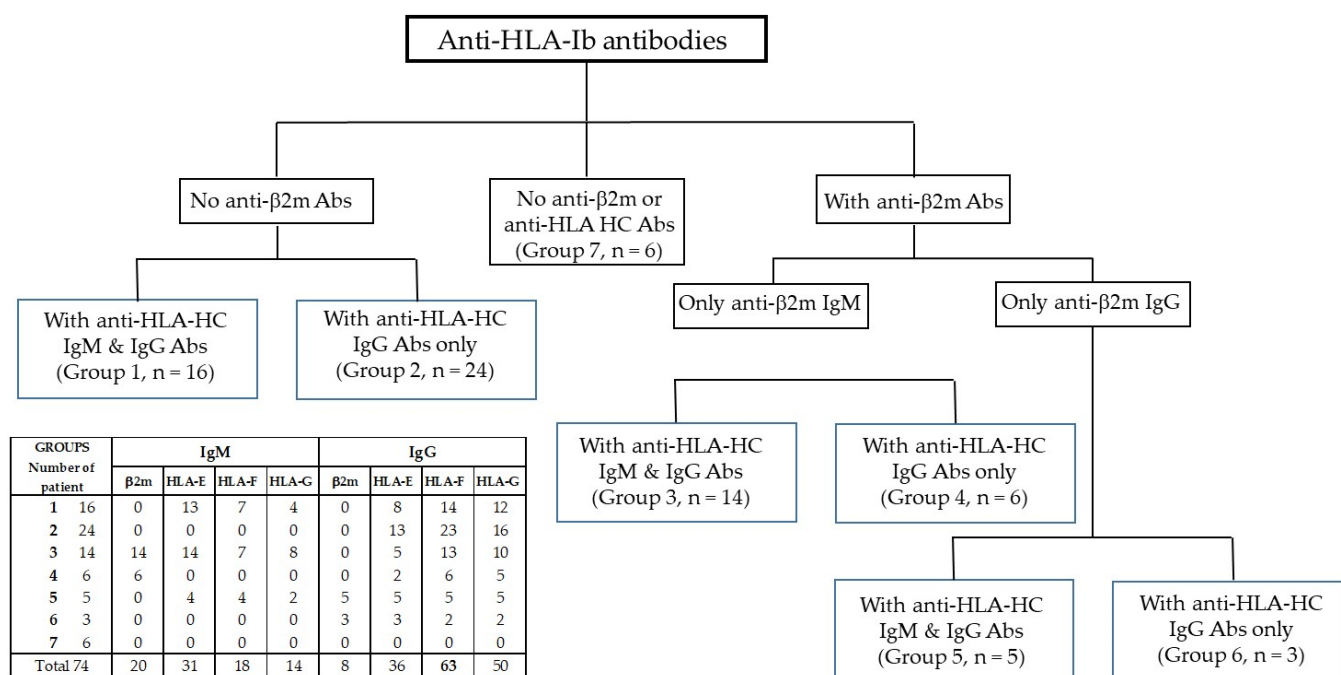 Anti-HLA-Ib antibodies
No anti-β2m Abs
No anti-β2m or
anti-HLA HC Abs
(Group 7, n = 6)
With anti-β2m Abs
Only anti-β2m IgM
Only anti-β2m IgG
With anti-HLA-HC
IgM & IgG Abs
(Group 1, n = 16)
With anti-HLA-HC
IgG Abs only
(Group 2, n = 24)
With anti-HLA-HC
IgM & IgG Abs
(Group 3, n = 14)
With anti-HLA-HC
IgG Abs only
(Group 4, n = 6)
With anti-HLA-HC
IgM & IgG Abs
(Group 5, n = 5)
With anti-HLA-HC
IgG Abs only
(Group 6, n = 3)
GROUPS IgM IgG
Number of
patient β2m HLA-E HLA-F HLA-G β2m HLA-E HLA-F HLA-G
1 16 0 13 7 4 0 8 14 12
2 24 0 0 0 0 0 13 23 16
3 14 14 14 7 8 0 5 13 10
4 6 6 0 0 0 0 2 6 5
5 5 0 4 4 2 5 5 5 5
6 3 0 0 0 0 3 3 2 2
7 6 0 0 0 0 0 0 0 0
Total 74 20 31 18 14 8 36 63 50